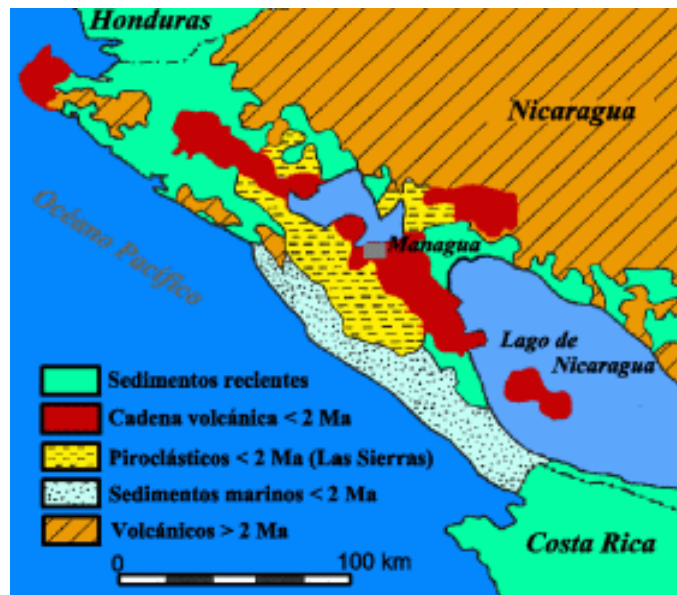 Honduras
Nicaragua
Océano Pacífico
Managua
Lago de
Nicaragua
Sedimentos recientes
Cadena volcánica < 2 Ma
Piroclásticos < 2 Ma (Las Sierras)
Sedimentos marinos < 2 Ma
Volcánicos > 2 Ma
Costa Rica
0 100 km